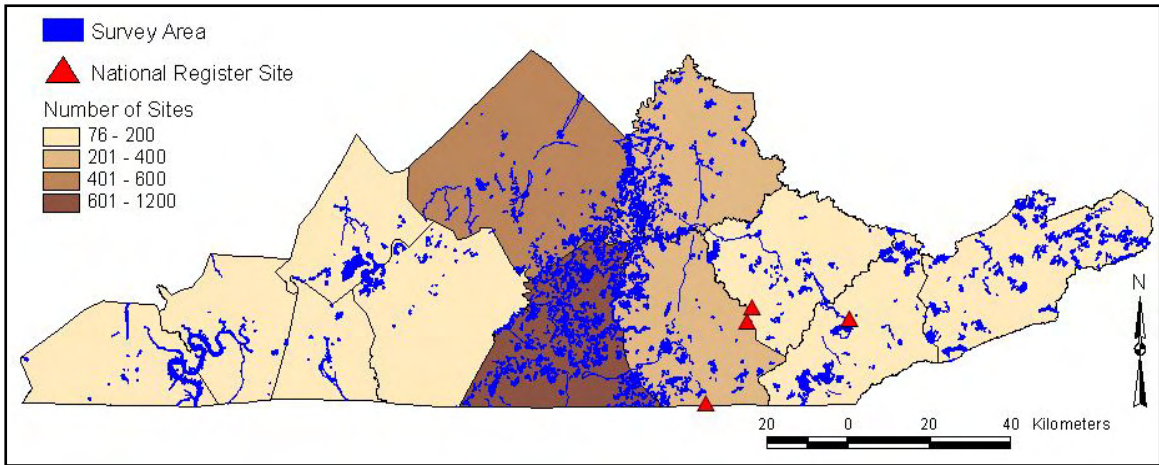 Survey Area
National Register Site
Number of Sites
76 - 200
201 - 400
401 - 600
601 - 1200
N
20 0 20 40 Kilometers